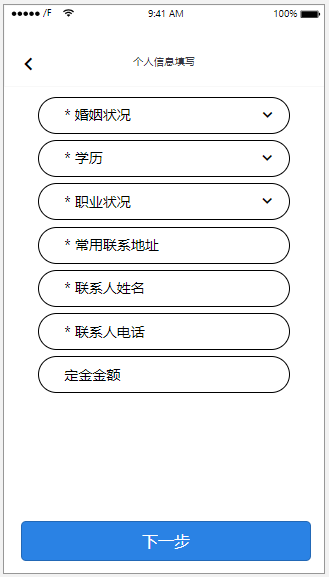 /F 9:41 AM 100%
个人信息填写
* 婚姻状况
* 学历
* 职业状况
* 常用联系地址
* 联系人姓名
* 联系人电话
定金金额
下一步